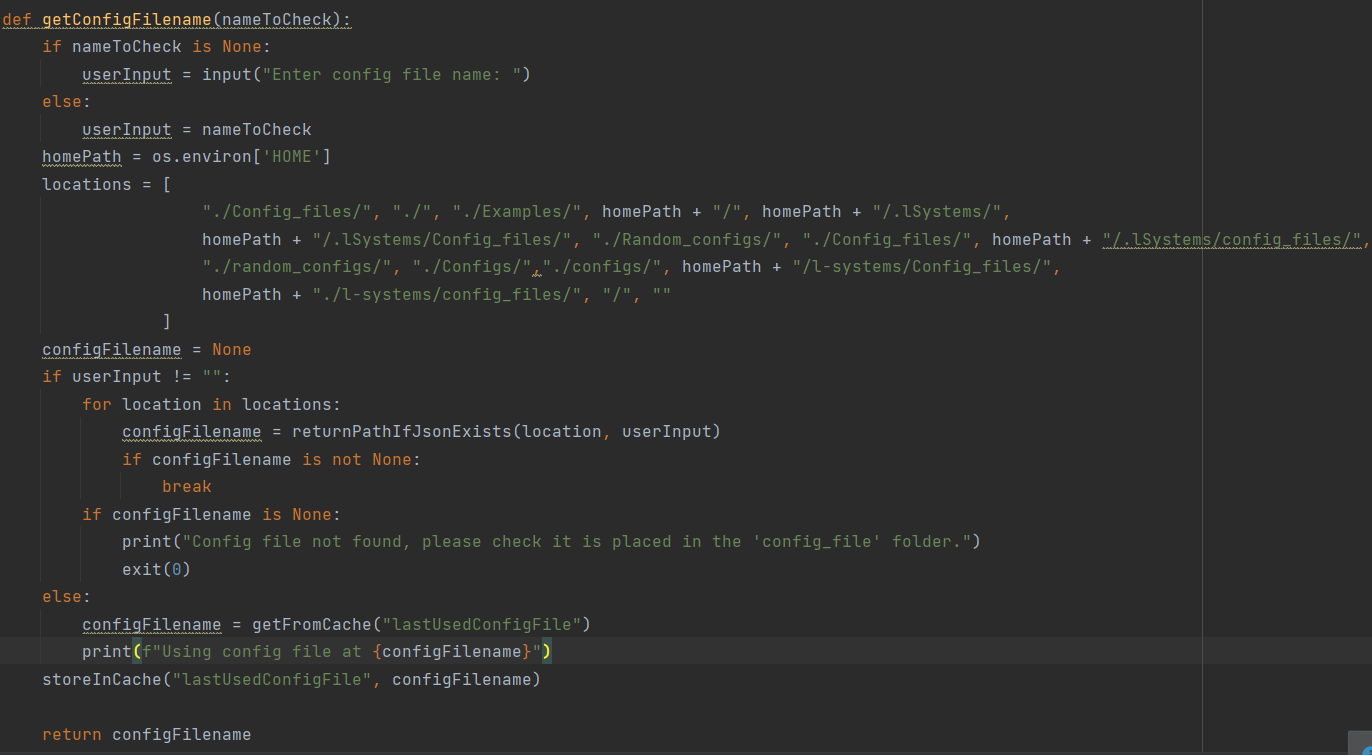 def getConfigFilename(nameToCheck):
    if nameToCheck is None:
        userInput = input("Enter config file name: ")
    else:
        userInput = nameToCheck
    homePath = os.environ['HOME']
    locations = [
                    "./Config_files/", "./", "./Examples/", homePath + "/", homePath + "/.lSystems/",
                    homePath + "/.lSystems/Config_files/", "./Random_configs/", "./Config_files/", homePath + "/.lSystems/config_files/",
                    "./random_configs/", "./Configs/","./configs/", homePath + "/l-systems/Config_files/",
                    homePath + "./l-systems/config_files/", "/", ""
                ]
    configFilename = None
    if userInput != "":
        for location in locations:
            configFilename = returnPathIfJsonExists(location, userInput)
            if configFilename is not None:
                break
        if configFilename is None:
            print("Config file not found, please check it is placed in the 'config_file' folder.")
            exit(0)
    else:
        configFilename = getFromCache("lastUsedConfigFile")
        print(f"Using config file at {configFilename}")
    storeInCache("lastUsedConfigFile", configFilename)

    return configFilename